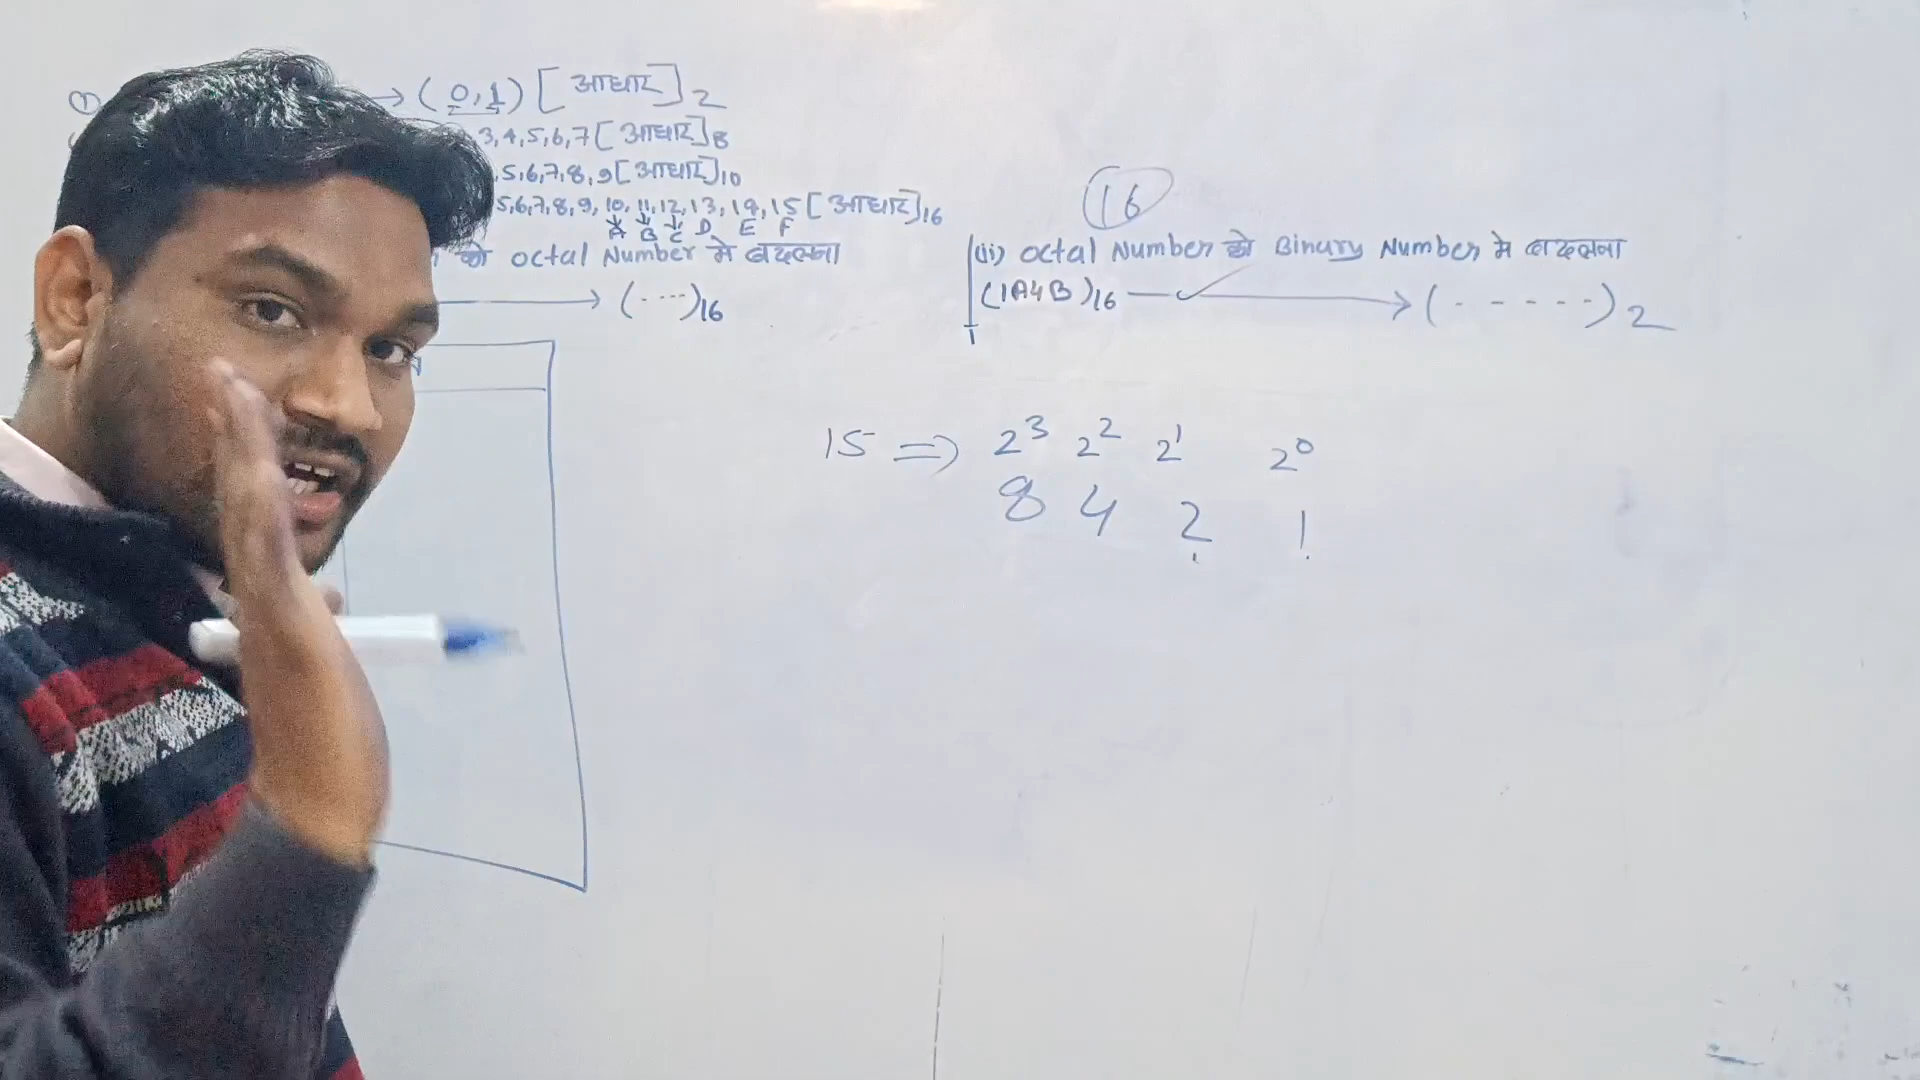 ① → (0,1) [आधार]2
3,4,5,6,7[आधार]8
,5,6,7,8,9[आधार]10
5,6,7,8,9,10,11,12,13,14,15[आधार]16
A B C D E F
को octal Number मे बदलना
→ (----)16
16
(ii) octal Number को Binary Number मे बदलना
(1A4B)16 → (- - - - - -)2
15 ⇒ 2³ 2² 2¹ 2⁰
8 4 2 1